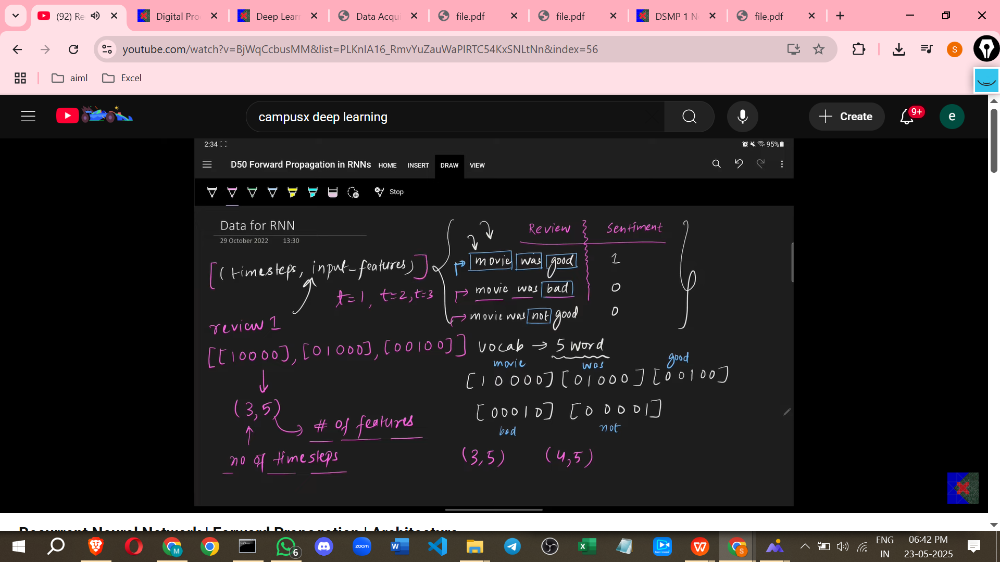 (92) Re
Digital Pro
Deep Lear
Data Acqu
file.pdf
file.pdf
DSMP 1 N
file.pdf
youtube.com/watch?v=BjWqCcbusMM&list=PLKnIA16_RmvYuZauWaPlRTC54KxSNLtNn&index=56
S
aiml
Excel
campusx deep learning
Create
9+
e
2:34
95%
D50 Forward Propagation in RNNs
HOME
INSERT
DRAW
VIEW
Stop
Data for RNN
29 October 2022 13:30
Review Sentiment
[(timesteps, input_features)]
movie was good 1
t=1, t=2, t=3
movie was bad 0
movie was not good 0
review 1
[[10000], [01000], [00100]]
vocab → 5 word
movie was good
[10000] [01000] [00100]
(3,5)
# of features
[00010] [00001]
bad not
no of timesteps
(3,5) (4,5)
Recurrent Neural Network | Forward Propagation | Architecture
M
6
zoom
S
ENG
IN
06:42 PM
23-05-2025